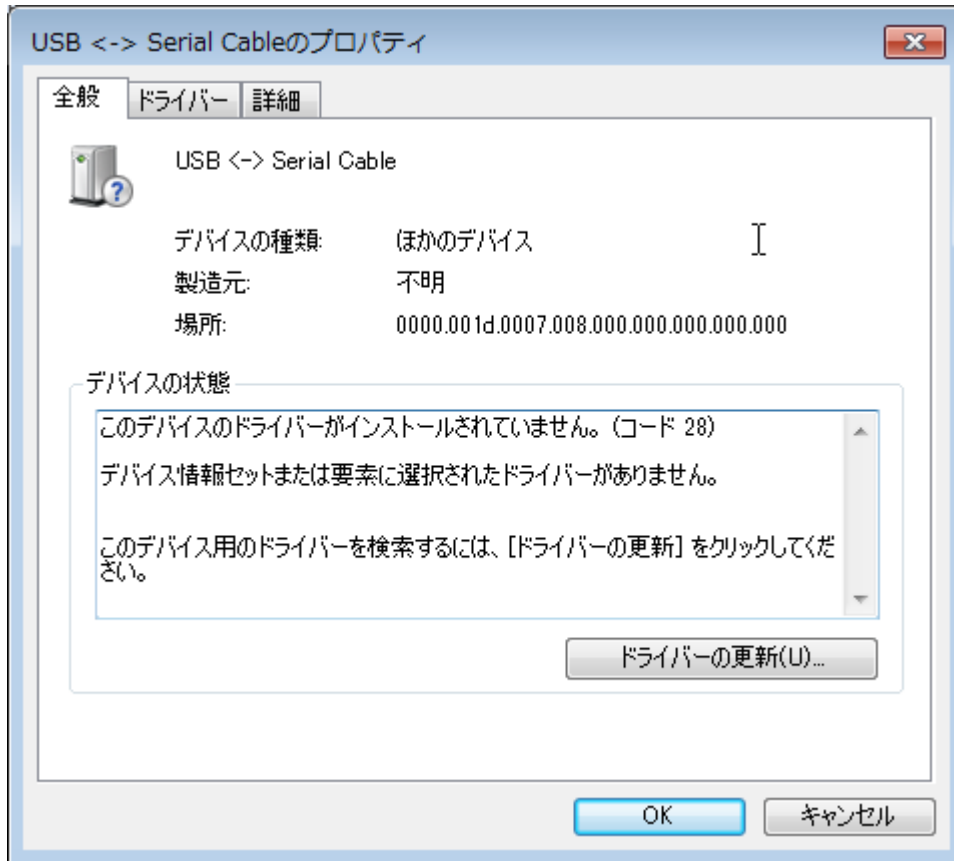 USB <-> Serial Cableのプロパティ
全般
ドライバー
詳細
USB <-> Serial Cable
デバイスの種類:
ほかのデバイス
製造元:
不明
場所:
0000.001d.0007.008.000.000.000.000.000
デバイスの状態
このデバイスのドライバーがインストールされていません。(コード 28)
デバイス情報セットまたは要素に選択されたドライバーがありません。
このデバイス用のドライバーを検索するには、[ドライバーの更新] をクリックしてくだ
さい。
ドライバーの更新(U)...
OK
キャンセル